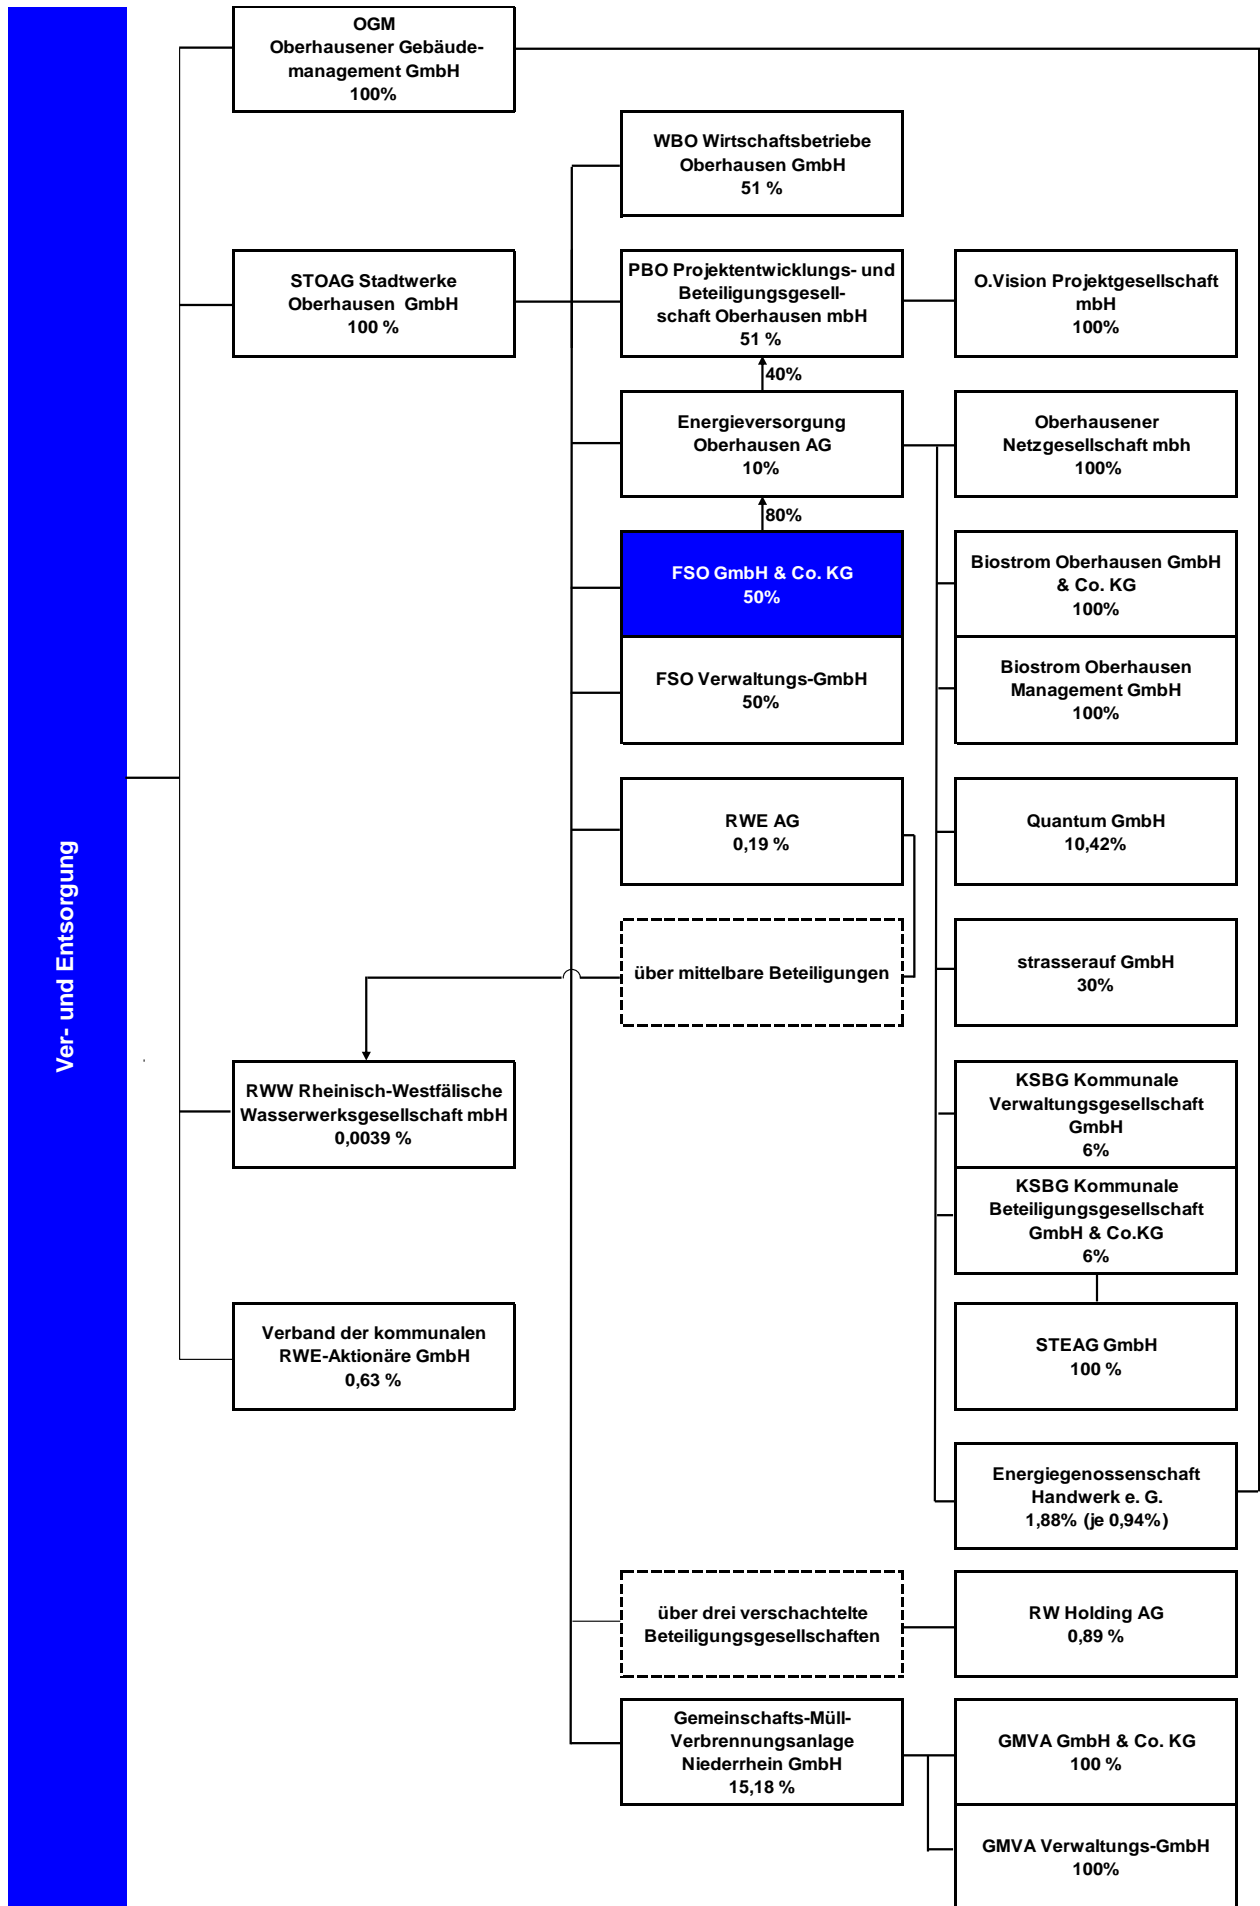 Ver- und Entsorgung
OGM
Oberhausener Gebäude-
management GmbH
100%
WBO Wirtschaftsbetriebe
Oberhausen GmbH
51 %
STOAG Stadtwerke
Oberhausen GmbH
100 %
PBO Projektentwicklungs- und
Beteiligungsgesell-
schaft Oberhausen mbH
51 %
O.Vision Projektgesellschaft
mbH
100%
40%
Energieversorgung
Oberhausen AG
10%
Oberhausener
Netzgesellschaft mbh
100%
80%
FSO GmbH & Co. KG
50%
Biostrom Oberhausen GmbH
& Co. KG
100%
FSO Verwaltungs-GmbH
50%
Biostrom Oberhausen
Management GmbH
100%
RWE AG
0,19 %
Quantum GmbH
10,42%
über mittelbare Beteiligungen
strasserauf GmbH
30%
RWW Rheinisch-Westfälische
Wasserwerksgesellschaft mbH
0,0039 %
KSBG Kommunale
Verwaltungsgesellschaft
GmbH
6%
KSBG Kommunale
Beteiligungsgesellschaft
GmbH & Co.KG
6%
Verband der kommunalen
RWE-Aktionäre GmbH
0,63 %
STEAG GmbH
100 %
Energiegenossenschaft
Handwerk e. G.
1,88% (je 0,94%)
über drei verschachtelte
Beteiligungsgesellschaften
RW Holding AG
0,89 %
Gemeinschafts-Müll-
Verbrennungsanlage
Niederrhein GmbH
15,18 %
GMVA GmbH & Co. KG
100 %
GMVA Verwaltungs-GmbH
100%